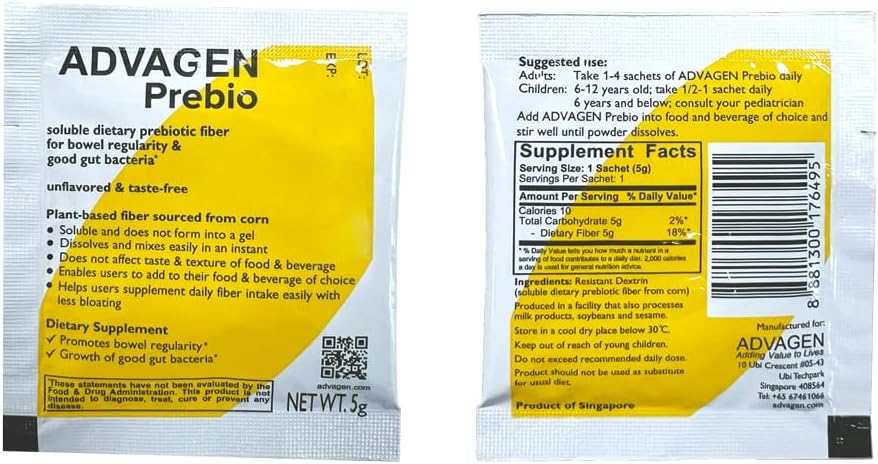 ADVAGEN
Prebio
EXP:
LOT:
soluble dietary prebiotic fiber
for bowel regularity &
good gut bacteria*
unflavored & taste-free
Plant-based fiber sourced from corn
• Soluble and does not form into a gel
• Dissolves and mixes easily in an instant
• Does not affect taste & texture of food & beverage
• Enables users to add to their food & beverage of choice
• Helps users supplement daily fiber intake easily with
less bloating
Dietary Supplement
✓ Promotes bowel regularity*
✓ Growth of good gut bacteria*
These statements have not been evaluated by the
Food & Drug Administration. This product is not
intended to diagnose, treat, cure or prevent any
disease.
advagen.com
NET WT. 5g
Suggested use:
Adults: Take 1-4 sachets of ADVAGEN Prebio daily
Children: 6-12 years old; take 1/2-1 sachet daily
6 years and below; consult your pediatrician
Add ADVAGEN Prebio into food and beverage of choice and
stir well until powder dissolves.
Supplement Facts
Serving Size: 1 Sachet (5g)
Servings Per Sachet: 1
Amount Per Serving % Daily Value*
Calories 10
Total Carbohydrate 5g 2%*
- Dietary Fiber 5g 18%*
* % Daily Value tells you how much a nutrient in a
serving of food contributes to a daily diet. 2,000 calories
a day is used for general nutrition advice.
8 881300 176495
Ingredients: Resistant Dextrin
(soluble dietary prebiotic fiber from corn)
Produced in a facility that also processes
milk products, soybeans and sesame.
Store in a cool dry place below 30°C.
Keep out of reach of young children.
Do not exceed recommended daily dose.
Product should not be used as substitute
for usual diet.
Product of Singapore
Manufactured for:
ADVAGEN
Adding Value to Lives
10 Ubi Crescent #05-43
Ubi Techpark
Singapore 408564
Tel: +65 67461066
advagen.com